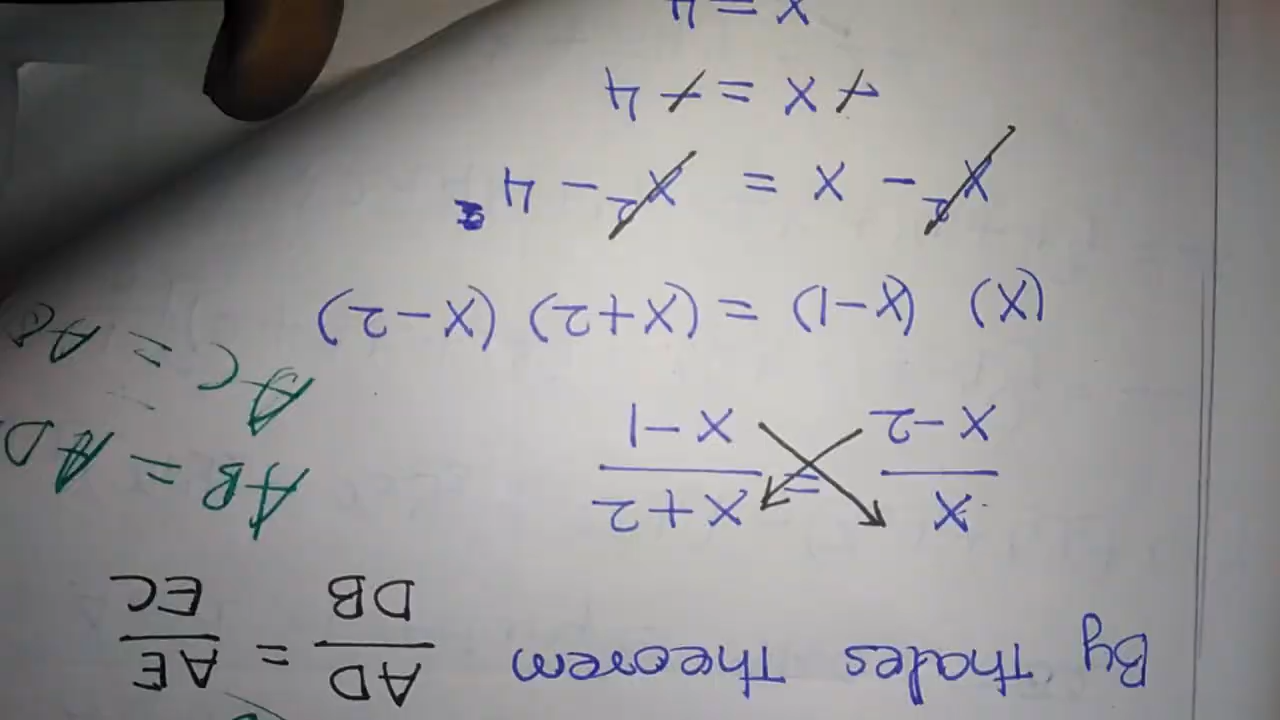 By Thales Theorem AD/DB = AE/EC
x/x-2 = x+2/x-1
(x) (x-1) = (x+2) (x-2)
x² - x = x² - 4
-x = -4
x = 4
AB = AD
AC =